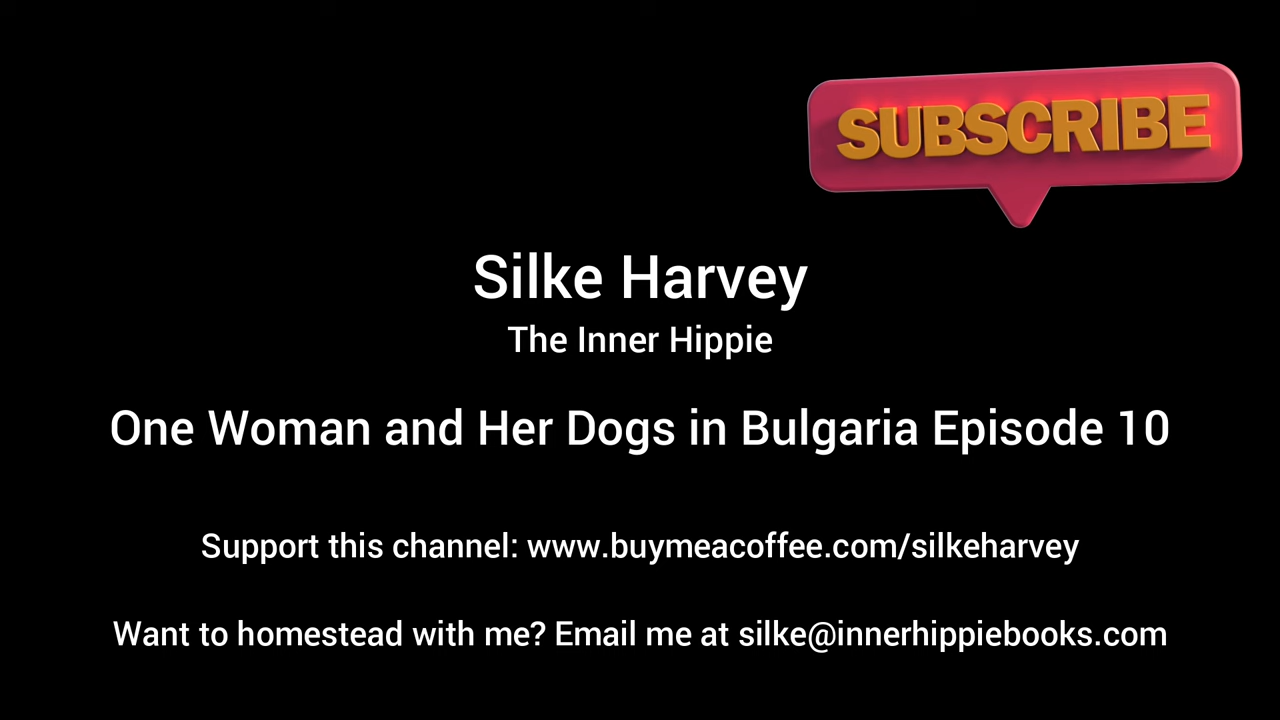 SUBSCRIBE
Silke Harvey
The Inner Hippie
One Woman and Her Dogs in Bulgaria Episode 10
Support this channel: www.buymeacoffee.com/silkeharvey
Want to homestead with me? Email me at silke@innerhippiebooks.com